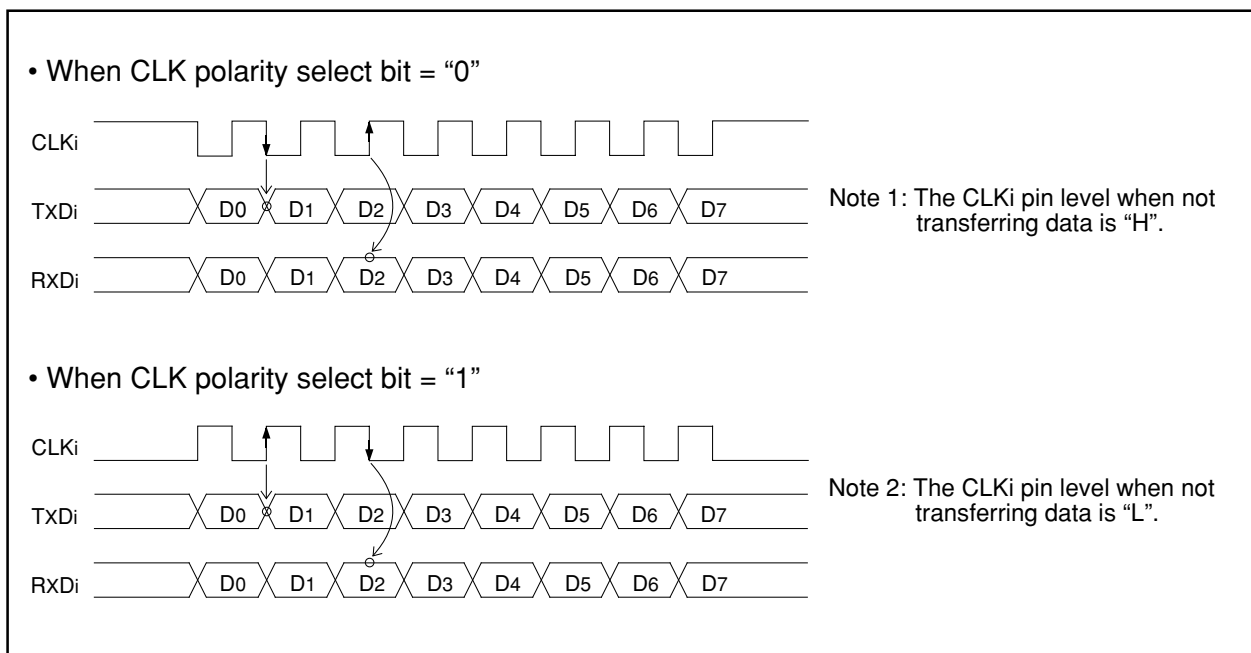 • When CLK polarity select bit = “0”
CLKi
TXDi D0 D1 D2 D3 D4 D5 D6 D7
RXDi D0 D1 D2 D3 D4 D5 D6 D7
Note 1: The CLKi pin level when not
transferring data is “H”.
• When CLK polarity select bit = “1”
CLKi
TXDi D0 D1 D2 D3 D4 D5 D6 D7
RXDi D0 D1 D2 D3 D4 D5 D6 D7
Note 2: The CLKi pin level when not
transferring data is “L”.